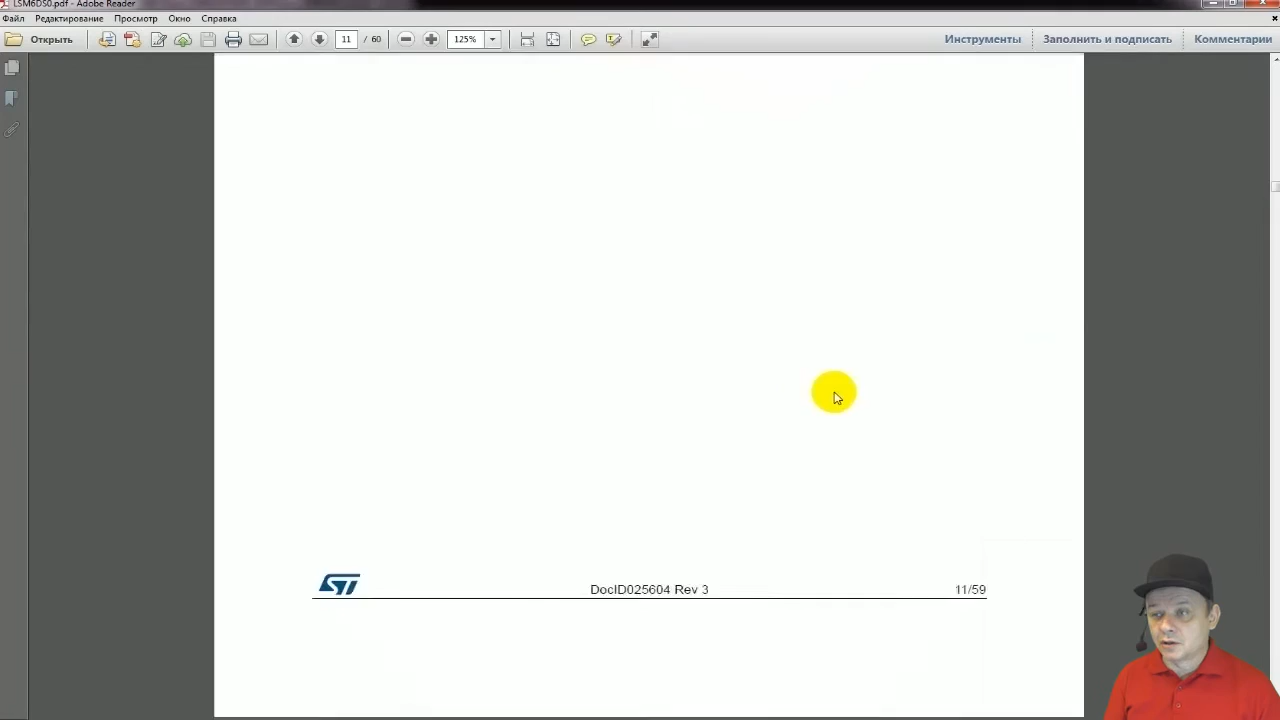 LSM6DS0.pdf - Adobe Reader
Файл Редактирование Просмотр Окно Справка
Открыть 11 / 60 125% Инструменты Заполнить и подписать Комментарии
ST
DocID025604 Rev 3 11/59